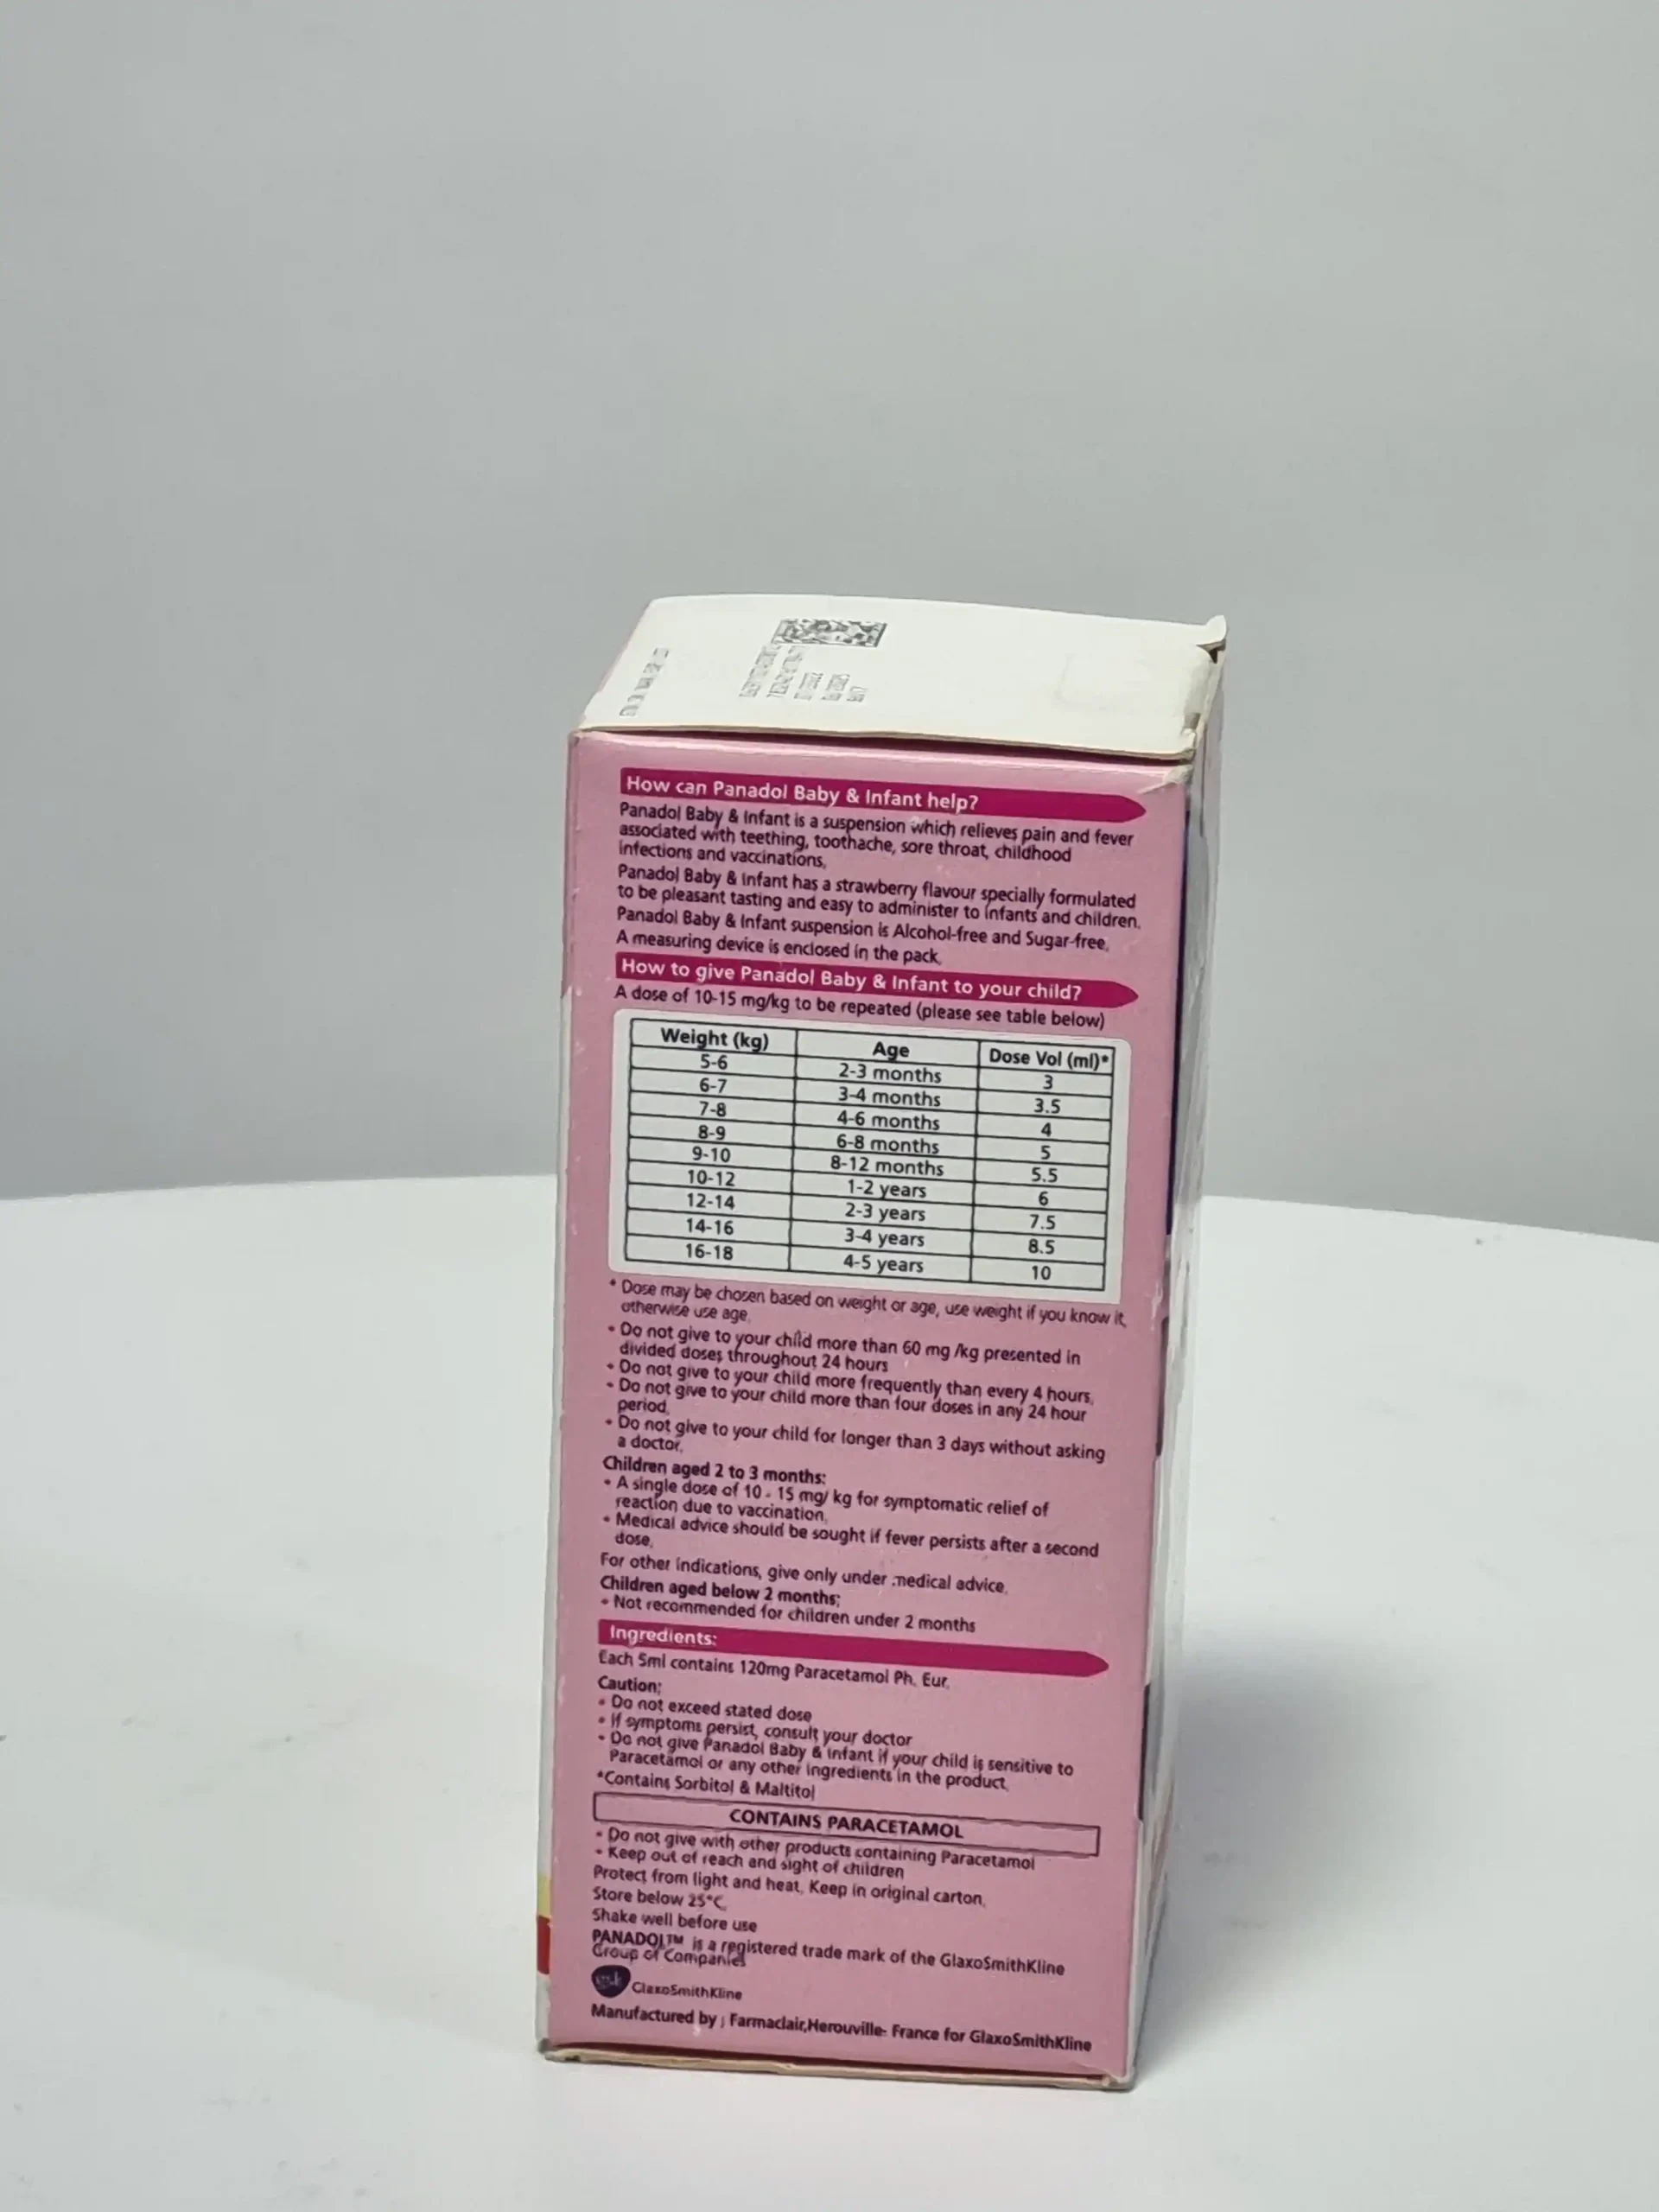 How can Panadol Baby & Infant help?
Panadol Baby & Infant is a suspension which relieves pain and fever
associated with teething, toothache, sore throat, childhood
infections and vaccinations.
Panadol Baby & Infant has a strawberry flavour specially formulated
to be pleasant tasting and easy to administer to infants and children.
Panadol Baby & Infant suspension is Alcohol-free and Sugar-free.
A measuring device is enclosed in the pack.
How to give Panadol Baby & Infant to your child?
A dose of 10-15 mg/kg to be repeated (please see table below)
Weight (kg) Age Dose Vol (ml)*
5-6 2-3 months 3
6-7 3-4 months 3.5
7-8 4-6 months 4
8-9 6-8 months 5
9-10 8-12 months 5.5
10-12 1-2 years 6
12-14 2-3 years 7.5
14-16 3-4 years 8.5
16-18 4-5 years 10
* Dose may be chosen based on weight or age, use weight if you know it,
otherwise use age.
• Do not give to your child more than 60 mg /kg presented in
divided doses throughout 24 hours
• Do not give to your child more frequently than every 4 hours.
• Do not give to your child more than four doses in any 24 hour
period.
• Do not give to your child for longer than 3 days without asking
a doctor.
Children aged 2 to 3 months:
• A single dose of 10 - 15 mg/ kg for symptomatic relief of
reaction due to vaccination.
• Medical advice should be sought if fever persists after a second
dose.
For other indications, give only under medical advice.
Children aged below 2 months:
• Not recommended for children under 2 months
Ingredients:
Each 5ml contains 120mg Paracetamol Ph. Eur.
Caution:
• Do not exceed stated dose
• If symptoms persist, consult your doctor
• Do not give Panadol Baby & Infant if your child is sensitive to
Paracetamol or any other ingredients in the product.
*Contains Sorbitol & Maltitol
CONTAINS PARACETAMOL
• Do not give with other products containing Paracetamol
• Keep out of reach and sight of children
Protect from light and heat. Keep in original carton.
Store below 25°C.
Shake well before use
PANADOL™ is a registered trade mark of the GlaxoSmithKline
Group of Companies
gsk GlaxoSmithKline
Manufactured by ; Farmaclair,Herouville- France for GlaxoSmithKline